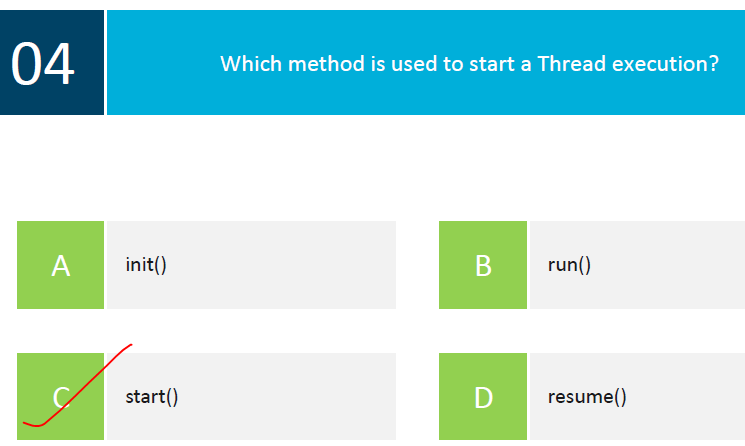 04
Which method is used to start a Thread execution?
A
init()
B
run()
C
start()
D
resume()